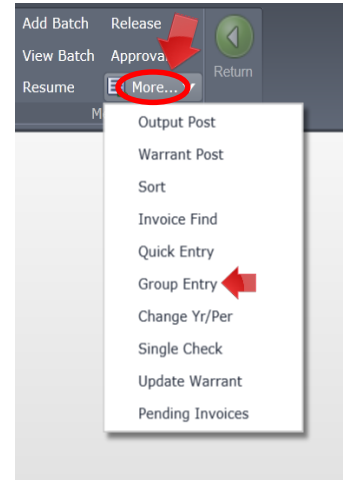 Add Batch Release
View Batch Approva
Resume More...
Return
M
Output Post
Warrant Post
Sort
Invoice Find
Quick Entry
Group Entry
Change Yr/Per
Single Check
Update Warrant
Pending Invoices